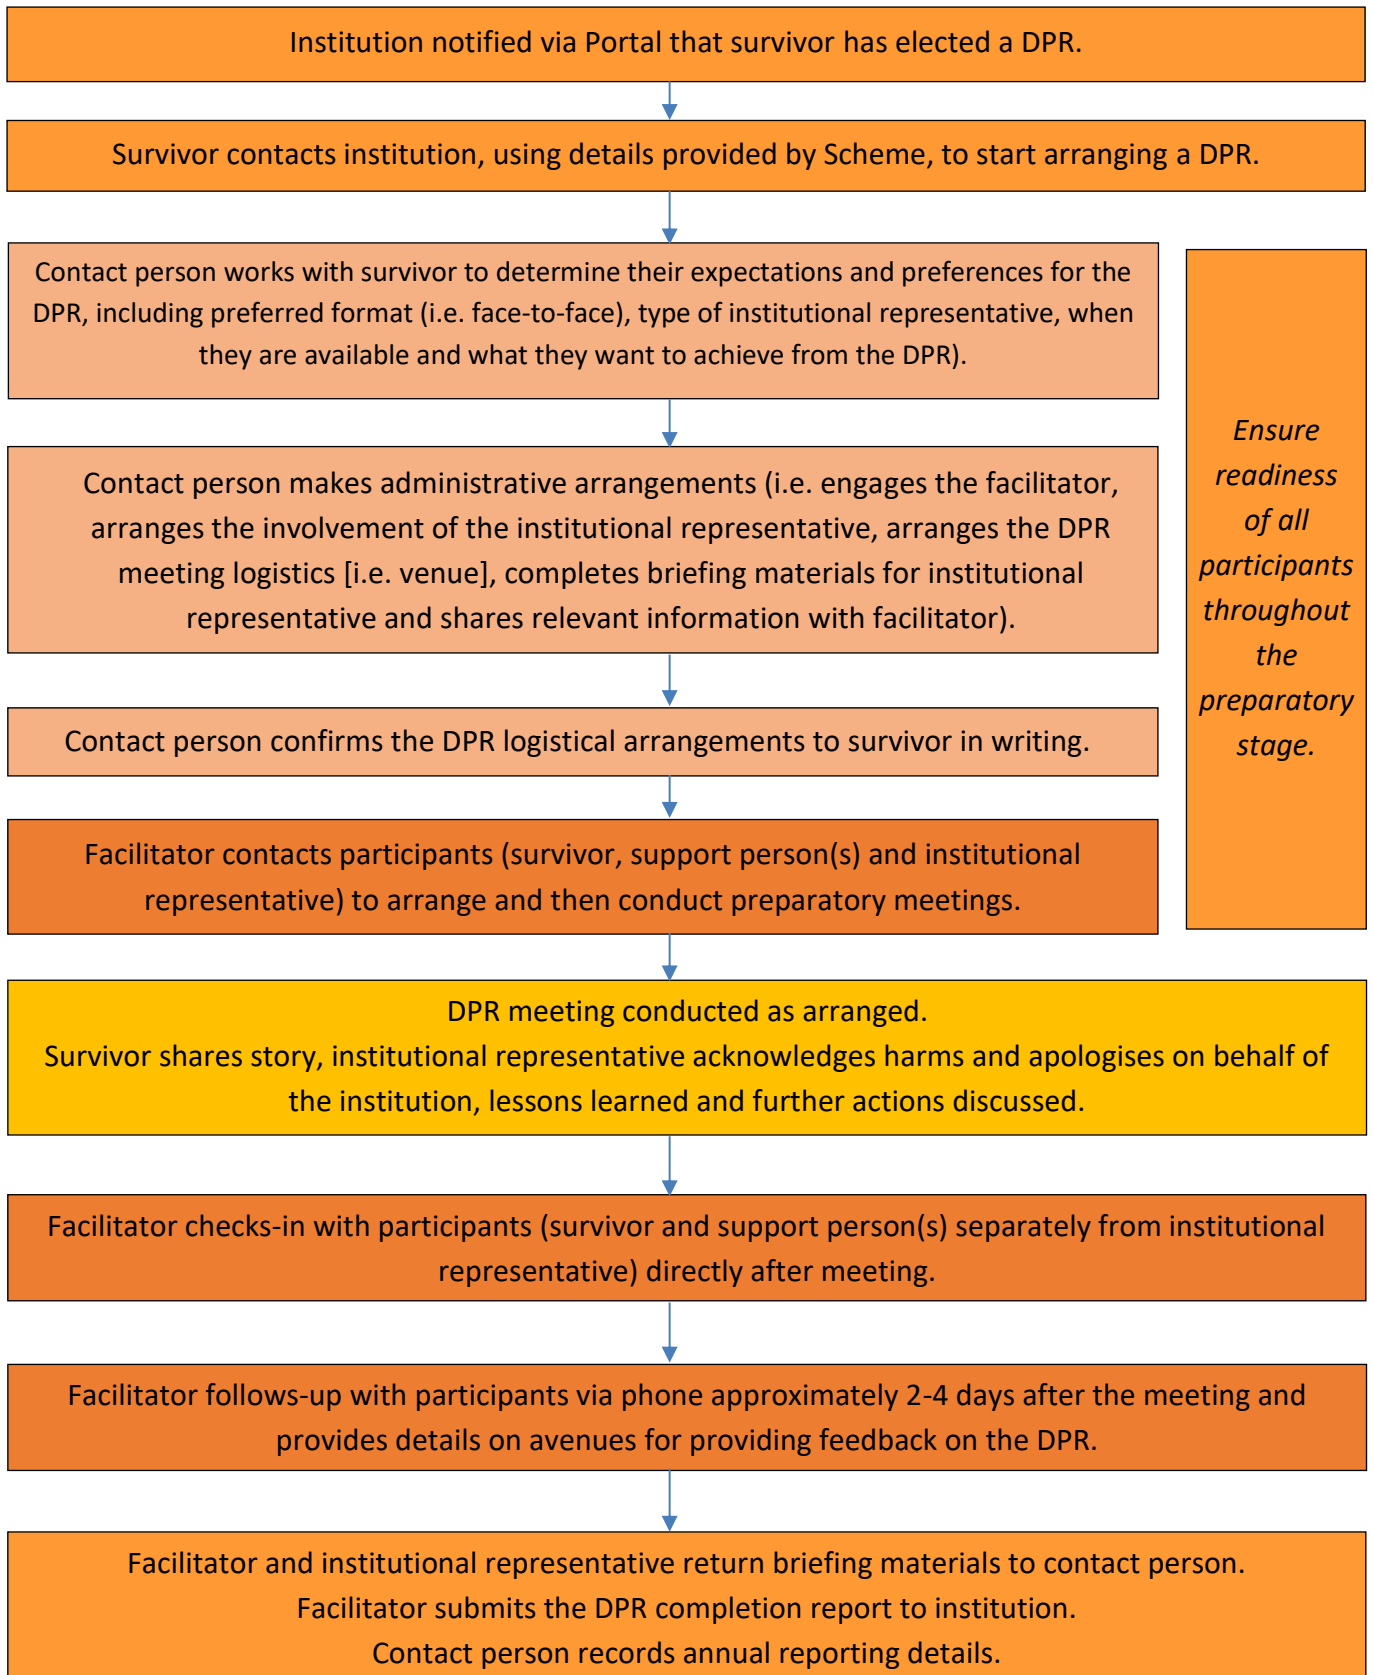 Institution notified via Portal that survivor has elected a DPR.
Survivor contacts institution, using details provided by Scheme, to start arranging a DPR.
Contact person works with survivor to determine their expectations and preferences for the
DPR, including preferred format (i.e. face-to-face), type of institutional representative, when
they are available and what they want to achieve from the DPR).
Contact person makes administrative arrangements (i.e. engages the facilitator,
arranges the involvement of the institutional representative, arranges the DPR
meeting logistics [i.e. venue], completes briefing materials for institutional
representative and shares relevant information with facilitator).
Contact person confirms the DPR logistical arrangements to survivor in writing.
Facilitator contacts participants (survivor, support person(s) and institutional
representative) to arrange and then conduct preparatory meetings.
Ensure
readiness
of all
participants
throughout
the
preparatory
stage.
DPR meeting conducted as arranged.
Survivor shares story, institutional representative acknowledges harms and apologises on behalf of
the institution, lessons learned and further actions discussed.
Facilitator checks-in with participants (survivor and support person(s) separately from institutional
representative) directly after meeting.
Facilitator follows-up with participants via phone approximately 2-4 days after the meeting and
provides details on avenues for providing feedback on the DPR.
Facilitator and institutional representative return briefing materials to contact person.
Facilitator submits the DPR completion report to institution.
Contact person records annual reporting details.